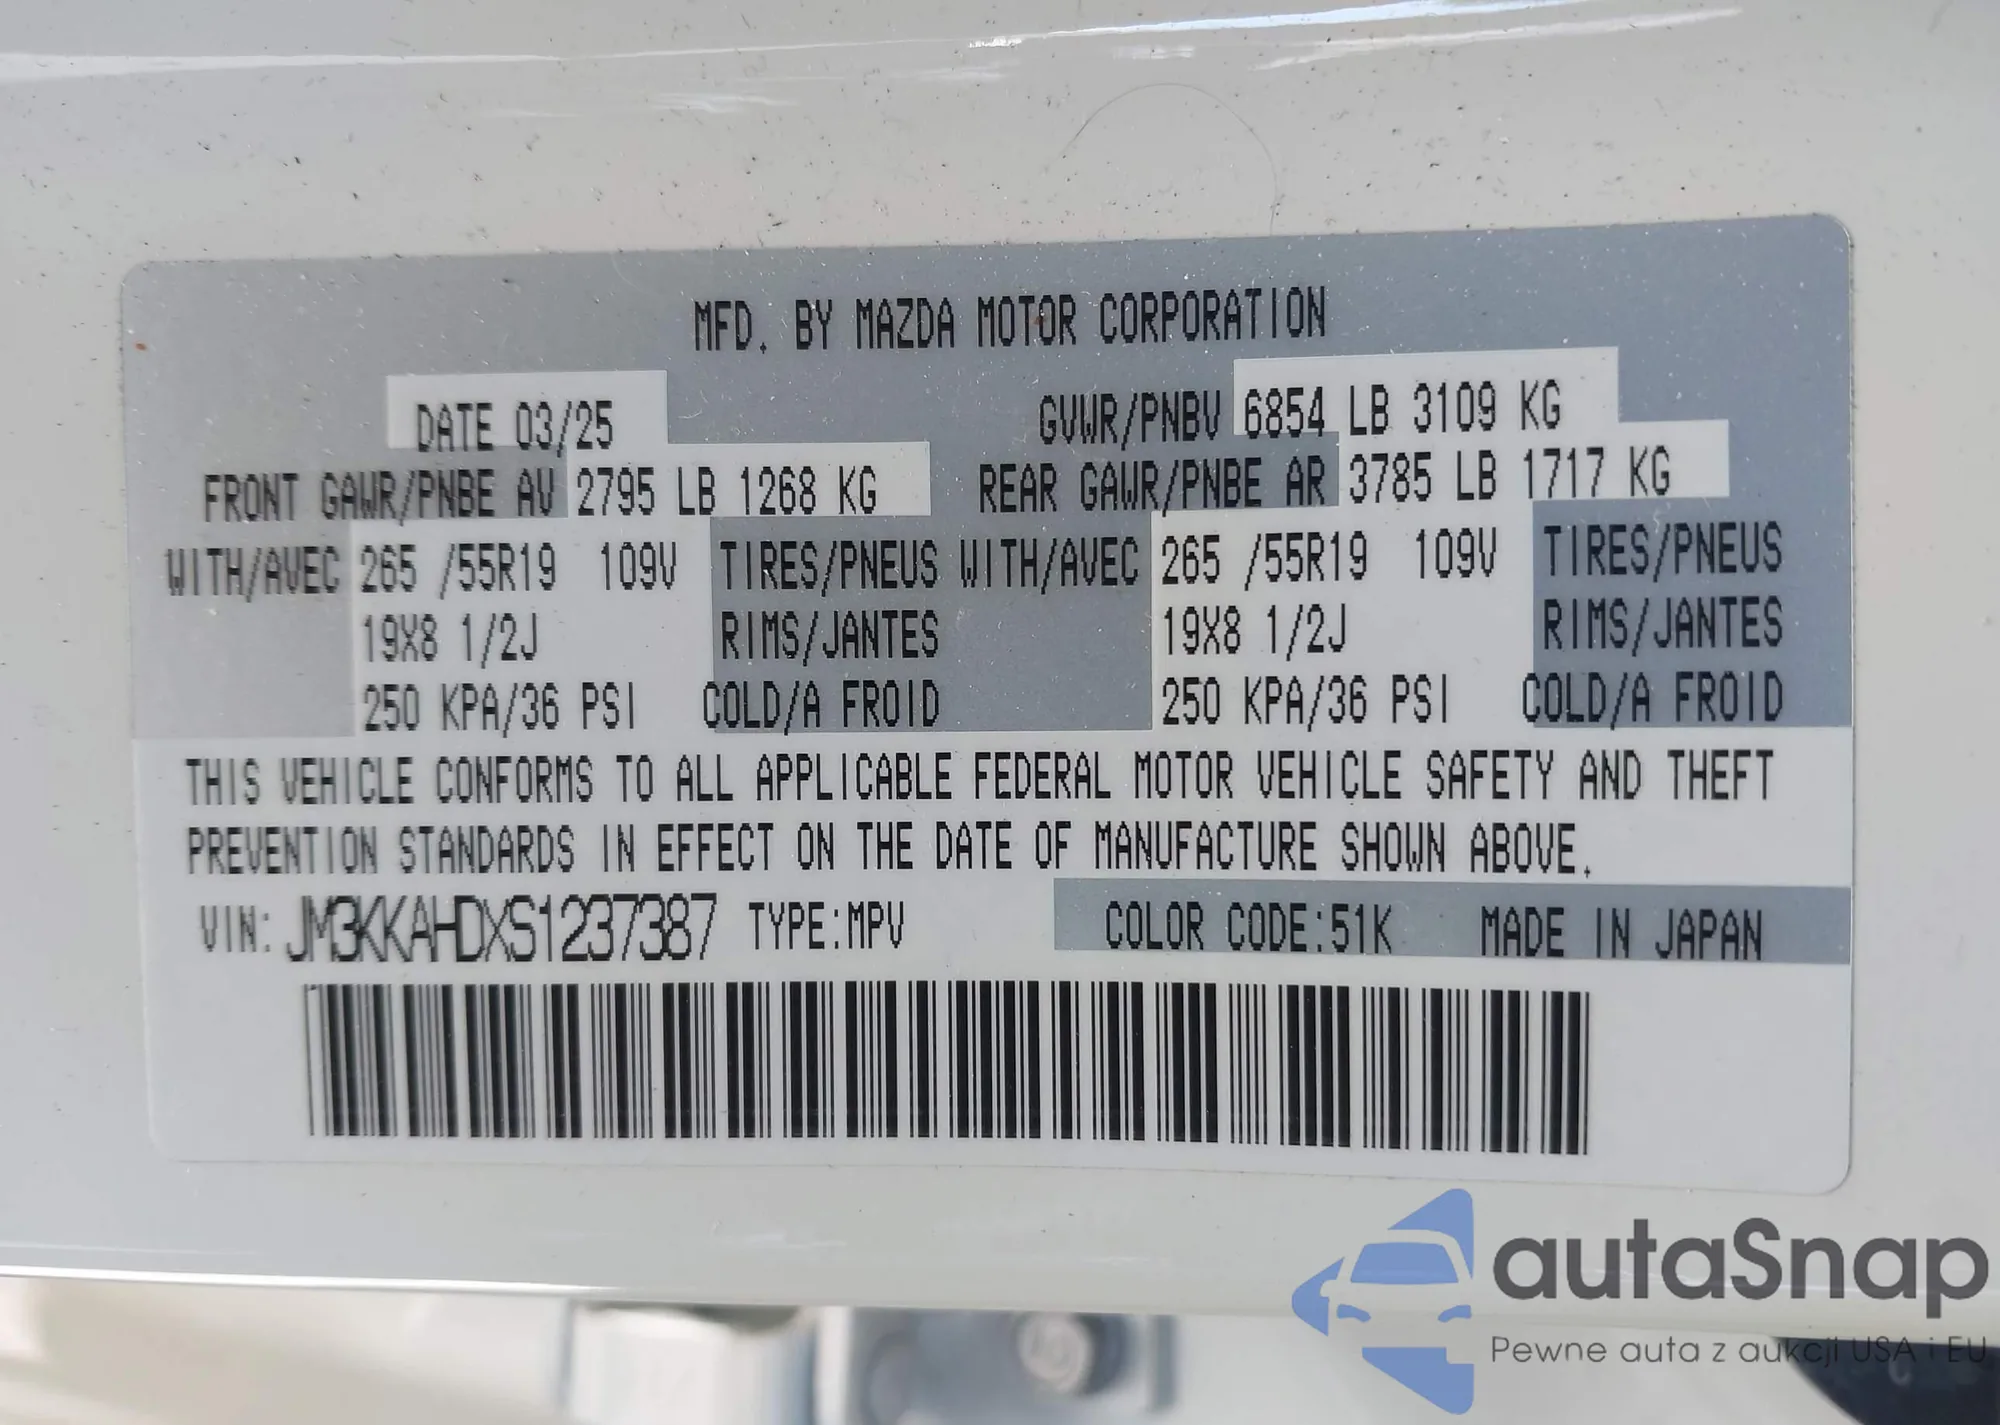 MFD. BY MAZDA MOTOR CORPORATION
DATE 03/25 GVWR/PNBV 6854 LB 3109 KG
FRONT GAWR/PNBE AV 2795 LB 1268 KG REAR GAWR/PNBE AR 3785 LB 1717 KG
WITH/AVEC 265 /55R19 109V TIRES/PNEUS WITH/AVEC 265 /55R19 109V TIRES/PNEUS
19X8 1/2J RIMS/JANTES 19X8 1/2J RIMS/JANTES
250 KPA/36 PSI COLD/A FROID 250 KPA/36 PSI COLD/A FROID
THIS VEHICLE CONFORMS TO ALL APPLICABLE FEDERAL MOTOR VEHICLE SAFETY AND THEFT
PREVENTION STANDARDS IN EFFECT ON THE DATE OF MANUFACTURE SHOWN ABOVE.
VIN: JM3KKAHDXS1237387 TYPE:MPV COLOR CODE:51K MADE IN JAPAN
autaSnap
Pewne auta z aukcji USA i EU